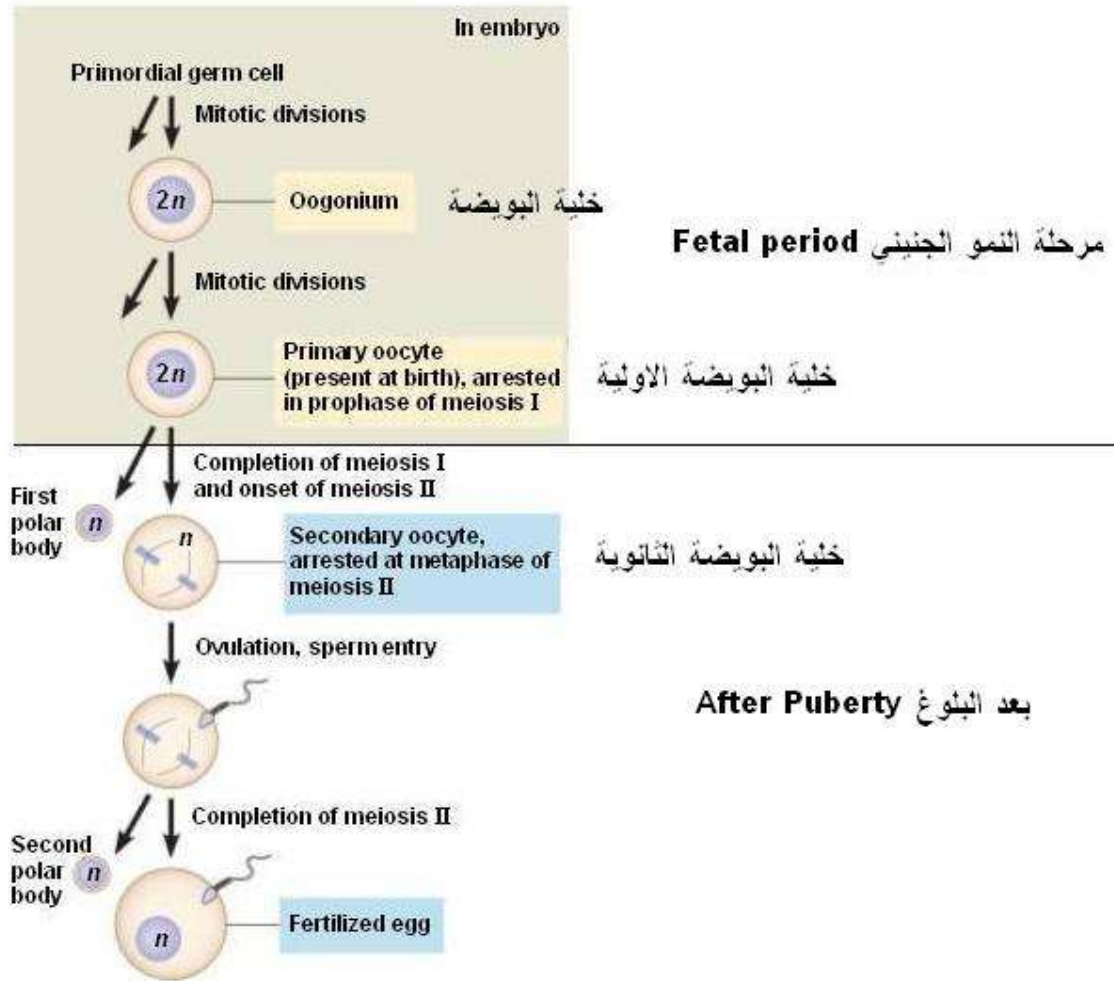 In embryo
Primordial germ cell
Mitotic divisions
2n
Oogonium
خلية البويضة
مرحلة النمو الجنيني Fetal period
Mitotic divisions
2n
Primary oocyte
(present at birth), arrested
in prophase of meiosis I
خلية البويضة الاولية
Completion of meiosis I
and onset of meiosis II
First
polar
body
n
n
Secondary oocyte,
arrested at metaphase of
meiosis II
خلية البويضة الثانوية
Ovulation, sperm entry
بعد البلوغ After Puberty
Completion of meiosis II
Second
polar
body
n
n
Fertilized egg